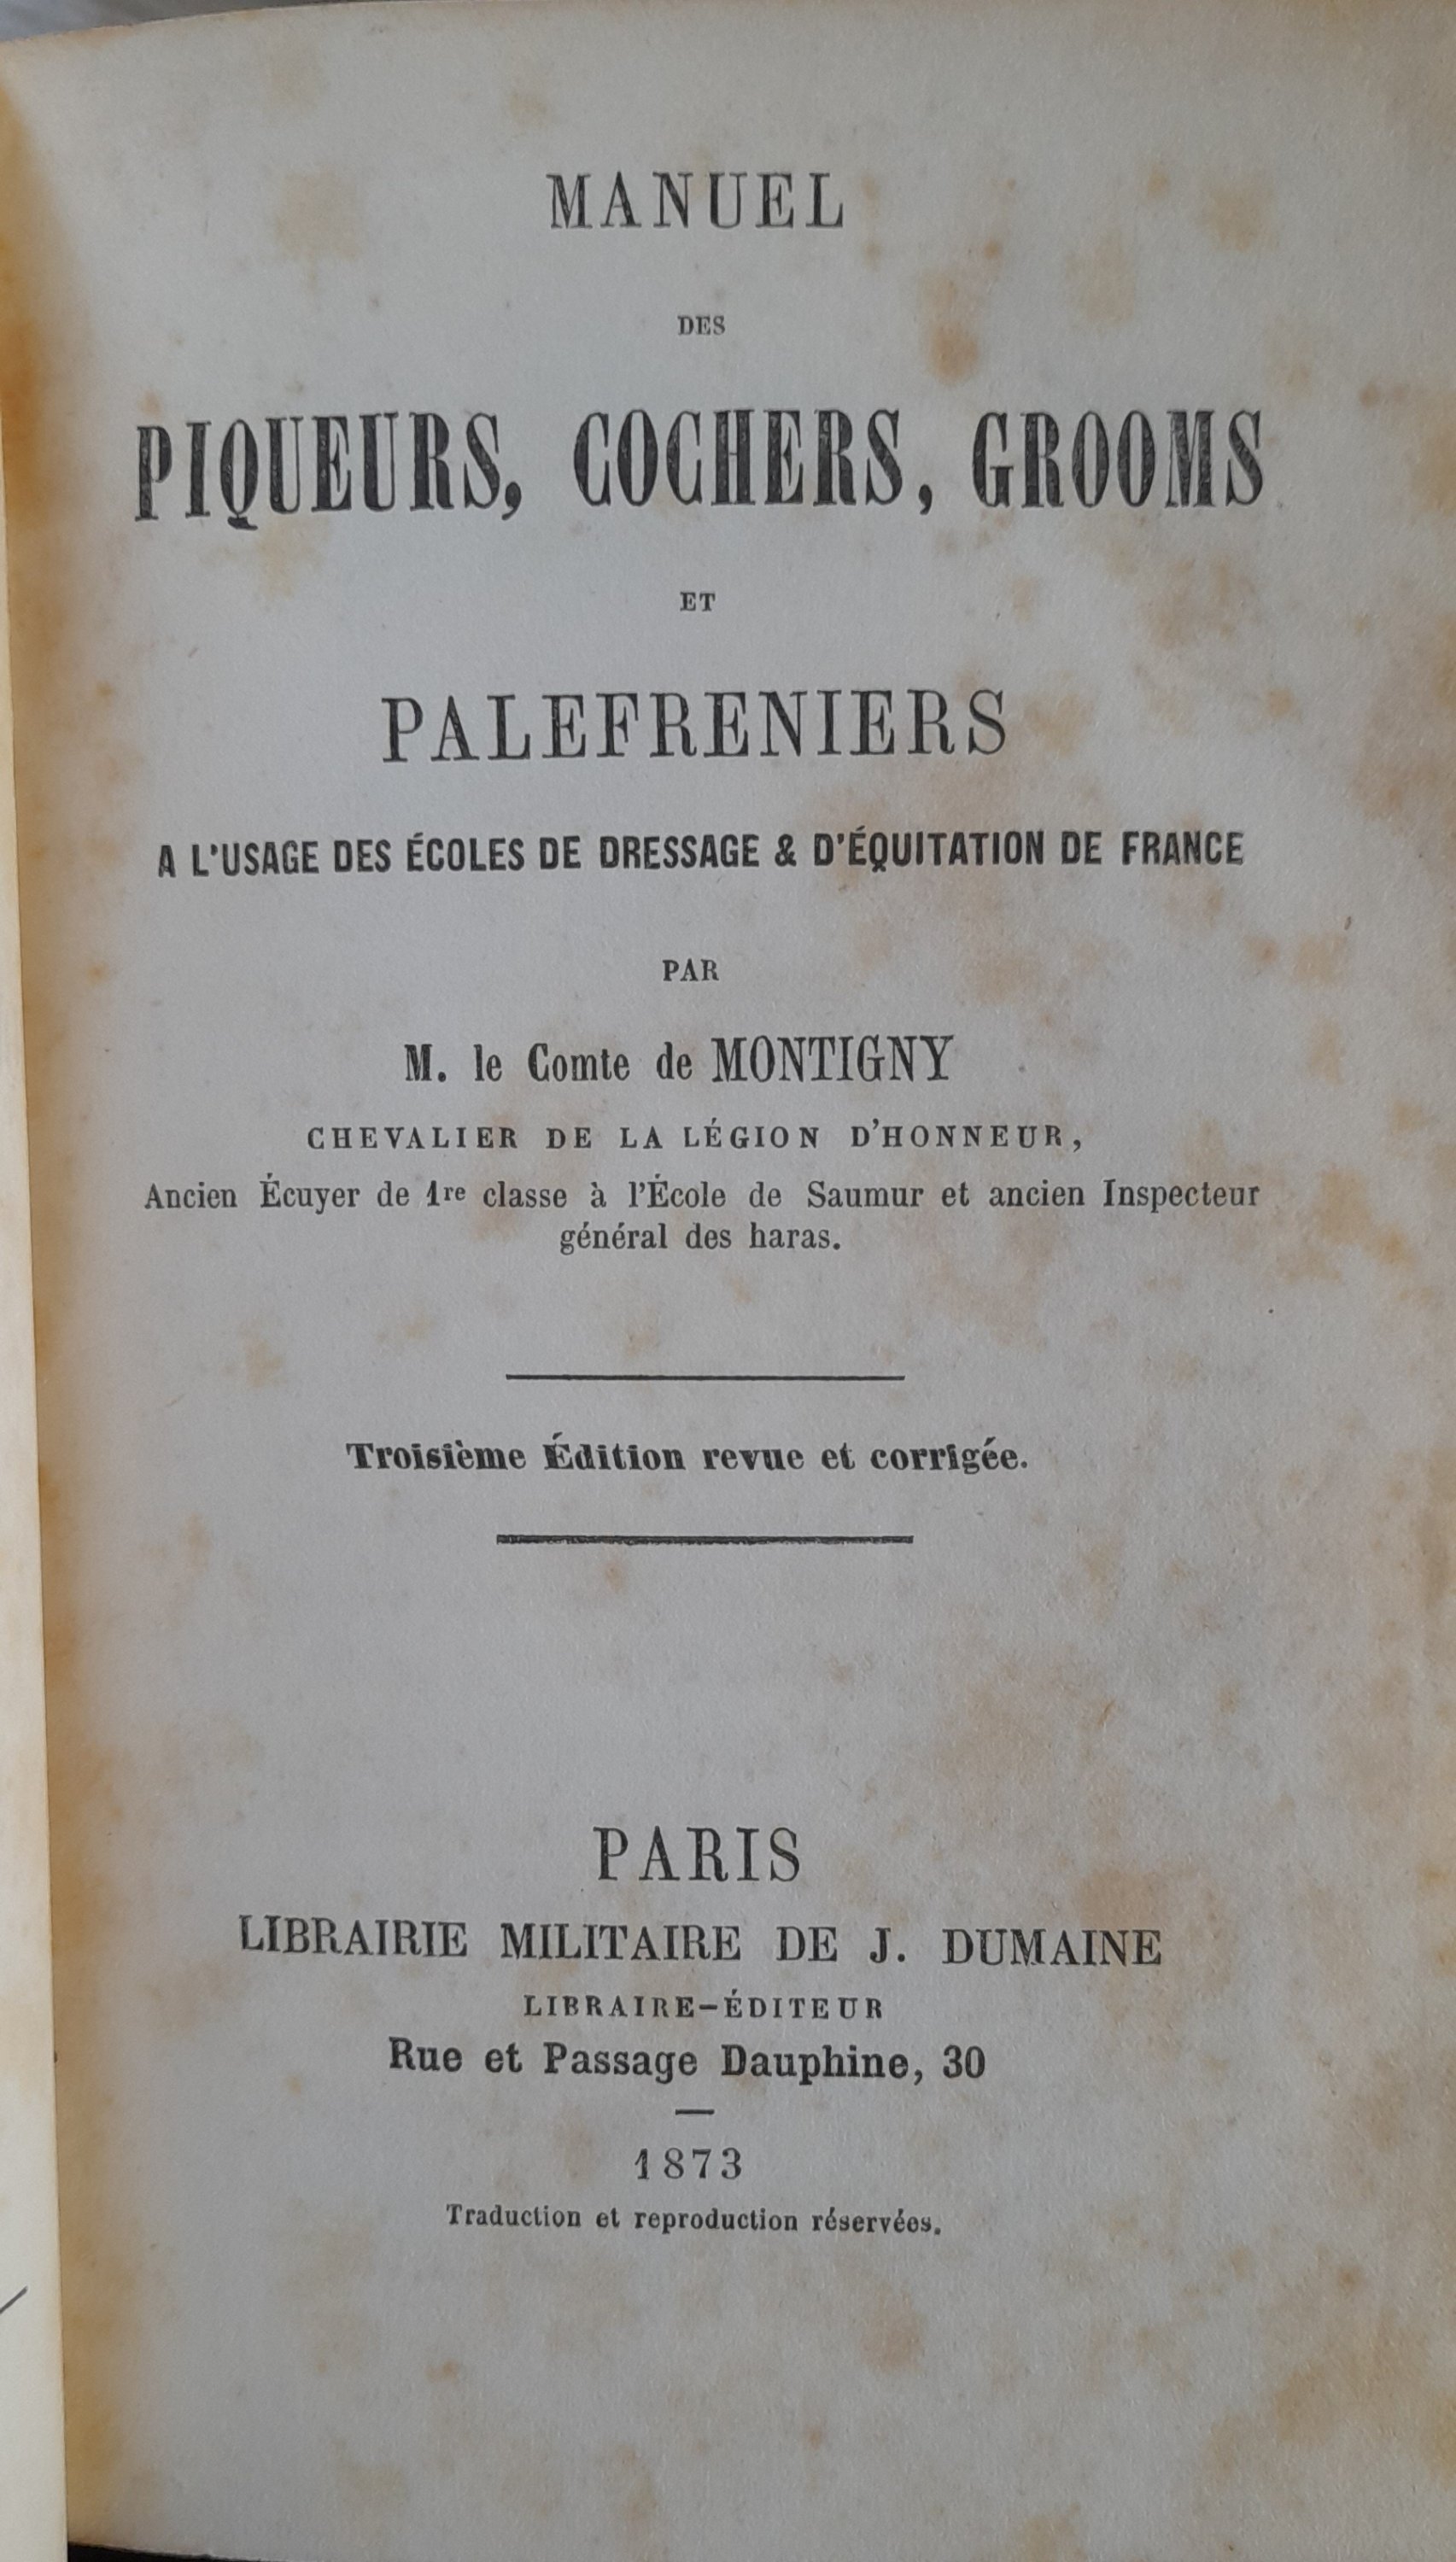 MANUEL
DES
PIQUEURS, COCHERS, GROOMS
ET
PALEFRENIERS
A L'USAGE DES ÉCOLES DE DRESSAGE & D'ÉQUITATION DE FRANCE
PAR
M. le Comte de MONTIGNY
CHEVALIER DE LA LÉGION D'HONNEUR,
Ancien Écuyer de 1re classe à l'École de Saumur et ancien Inspecteur
général des haras.
Troisième Édition revue et corrigée.
PARIS
LIBRAIRIE MILITAIRE DE J. DUMAINE
LIBRAIRE-ÉDITEUR
Rue et Passage Dauphine, 30
1873
Traduction et reproduction réservées.